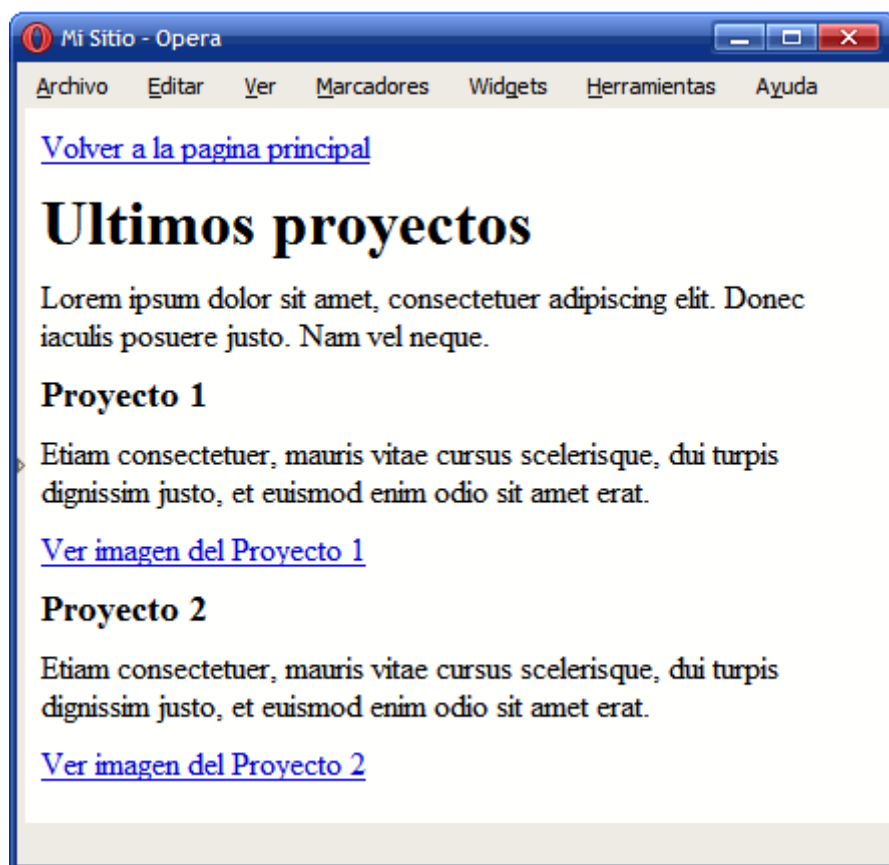 Mi Sitio - Opera
Archivo Editar Ver Marcadores Widgets Herramientas Ayuda
Volver a la pagina principal
Ultimos proyectos
Lorem ipsum dolor sit amet, consectetuer adipiscing elit. Donec
iaculis posuere justo. Nam vel neque.
Proyecto 1
Etiam consectetuer, mauris vitae cursus scelerisque, dui turpis
dignissim justo, et euismod enim odio sit amet erat.
Ver imagen del Proyecto 1
Proyecto 2
Etiam consectetuer, mauris vitae cursus scelerisque, dui turpis
dignissim justo, et euismod enim odio sit amet erat.
Ver imagen del Proyecto 2